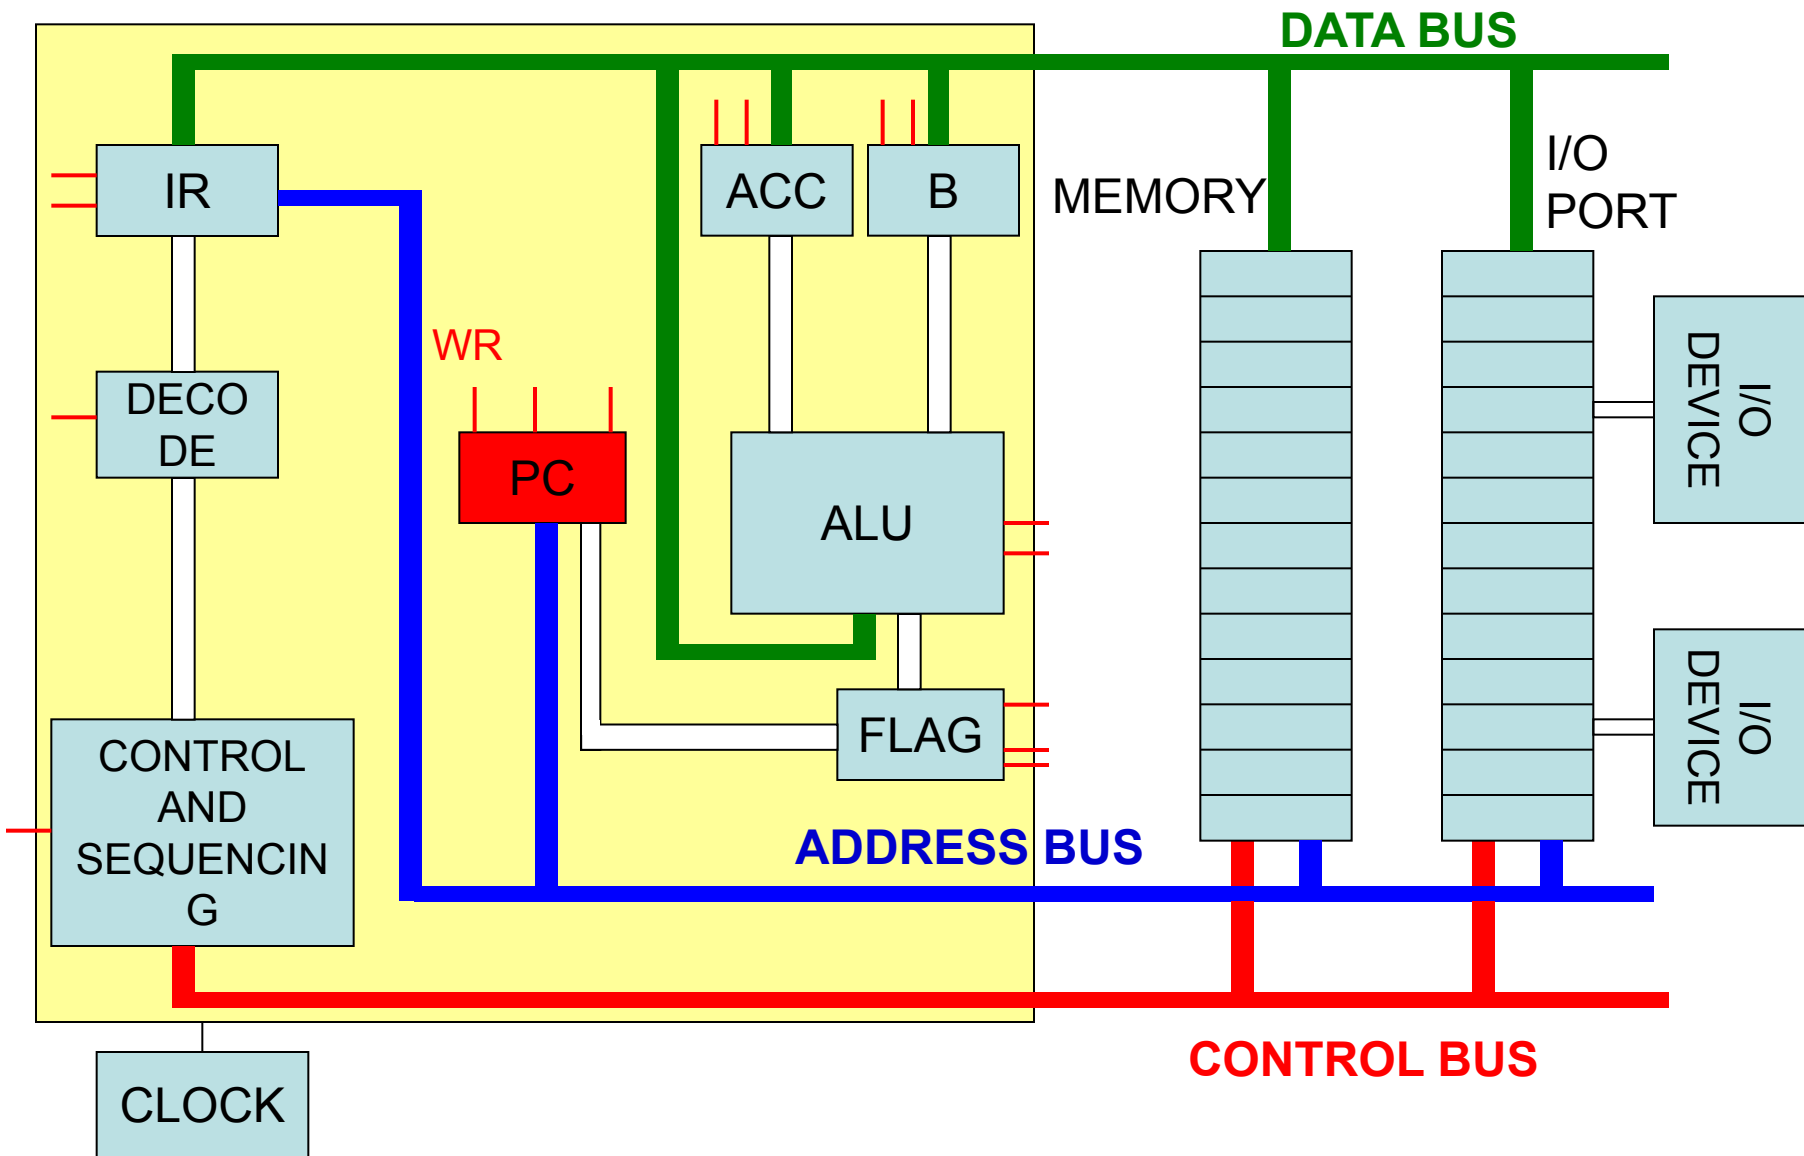 DATA BUS
IR
ACC
B
MEMORY
I/O
PORT
WR
DECO
DE
PC
ALU
I/O
DEVICE
CONTROL
AND
SEQUENCIN
G
FLAG
I/O
DEVICE
ADDRESS BUS
CONTROL BUS
CLOCK